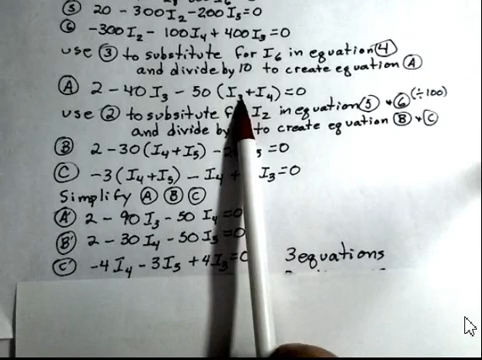 ⑤ 20 - 300I₂ - 200I₅ = 0
⑥ -300I₂ - 100I₄ + 400I₃ = 0
use ③ to substitute for I₆ in equation ④
and divide by 10 to create equation Ⓐ
Ⓐ 2 - 40I₃ - 50(I₃+I₄) = 0
use ② to subsitute for I₂ in equation ⑤ + ⑥ (÷100)
and divide by to create equation Ⓑ + Ⓒ
Ⓑ 2 - 30(I₄+I₅) - = 0
Ⓒ -3(I₄+I₅) - I₄ + I₃ = 0
Simplify Ⓐ Ⓑ Ⓒ
Ⓐ' 2 - 90I₃ - 50I₄ = 0
Ⓑ' 2 - 30I₄ - 50I₅ = 0
Ⓒ' -4I₄ - 3I₅ + 4I₃ = 0 3 equations